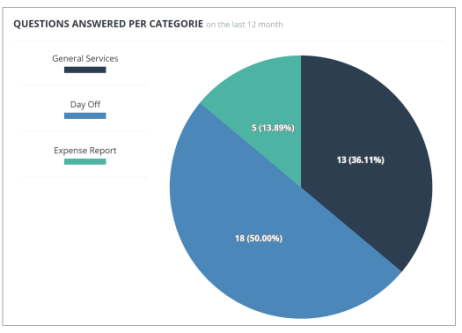 QUESTIONS ANSWERED PER CATEGORIE on the last 12 month
General Services
Day Off
Expense Report
5 (13.89%)
13 (36.11%)
18 (50.00%)